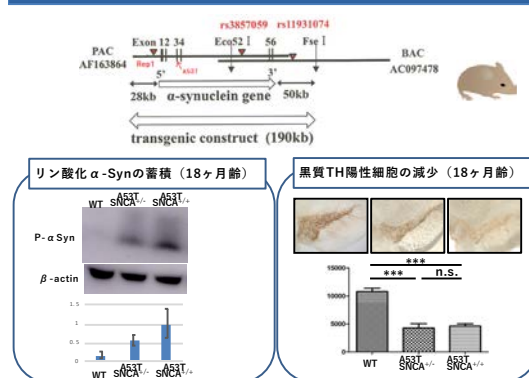 rs3857059 rs11931074
PAC Exon 12 34 Eco52 I 56 Fse I BAC
AF163864 Rep1 a53t AC097478
5' 3'
28kb α-synuclein gene 50kb
transgenic construct (190kb)
リン酸化α-Synの蓄積（18ヶ月齢）
WT A53T SNCA+/- A53T SNCA+/+
P-αSyn
β-actin
1.5
1
0.5
0
WT A53T SNCA+/- A53T SNCA+/+
黒質TH陽性細胞の減少（18ヶ月齢）
***
*** n.s.
15000
10000
5000
0
WT A53T SNCA+/- A53T SNCA+/+